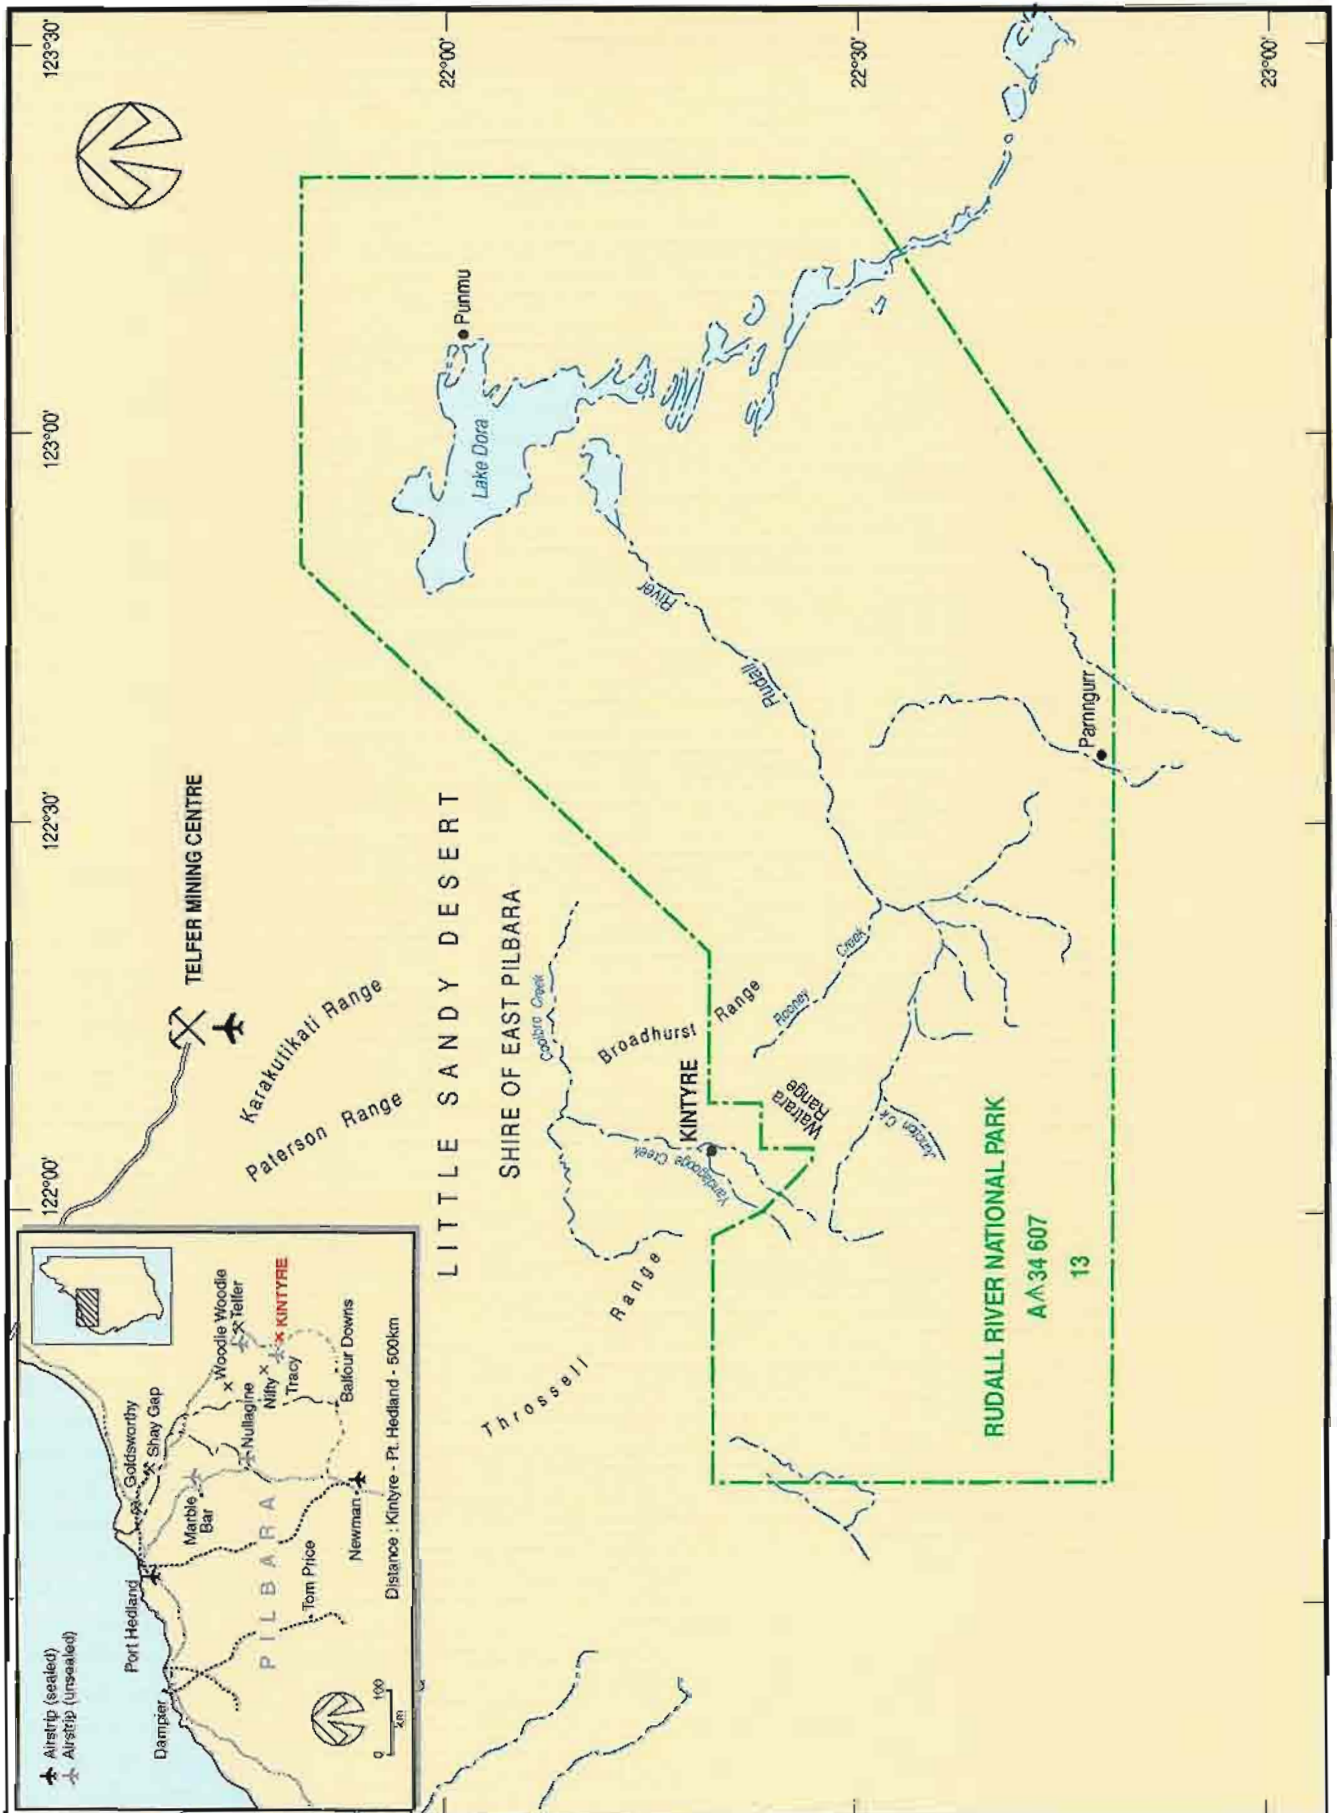 123°30'
123°00'
122°30'
122°00'
22°00'
22°30'
23°00'
TELFER MINING CENTRE
Karakutikati Range
Paterson Range
LITTLE SANDY DESERT
SHIRE OF EAST PILBARA
Coolbro Creek
Broadhurst Range
KINTYRE
Yandagooge Creek
Watrara
Range
Throssell Range
Rooney Creek
Junction Ck
Rudall River
Lake Dora
Punmu
Parnngurr
RUDALL RIVER NATIONAL PARK
A 34 607
13
Airstrip (sealed)
Airstrip (unsealed)
Port Hedland
Goldsworthy
Shay Gap
Dampier
Marble
Bar
Woodie Woodie
Telfer
Nullagine
Nifty
KINTYRE
Tracy
PILBARA
Tom Price
Balfour Downs
Newman
0 100
km
Distance : Kintyre - Pt. Hedland - 500km